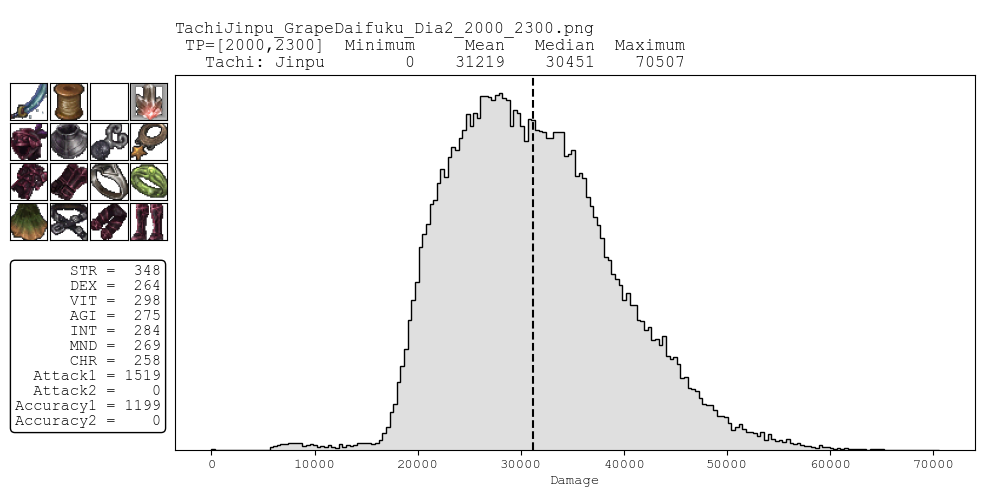 TachiJinpu_GrapeDaifuku_Dia2_2000_2300.png
TP=[2000,2300] Minimum Mean Median Maximum
Tachi: Jinpu 0 31219 30451 70507
STR = 348
DEX = 264
VIT = 298
AGI = 275
INT = 284
MND = 269
CHR = 258
Attack1 = 1519
Attack2 = 0
Accuracy1 = 1199
Accuracy2 = 0
0 10000 20000 30000 40000 50000 60000 70000
Damage